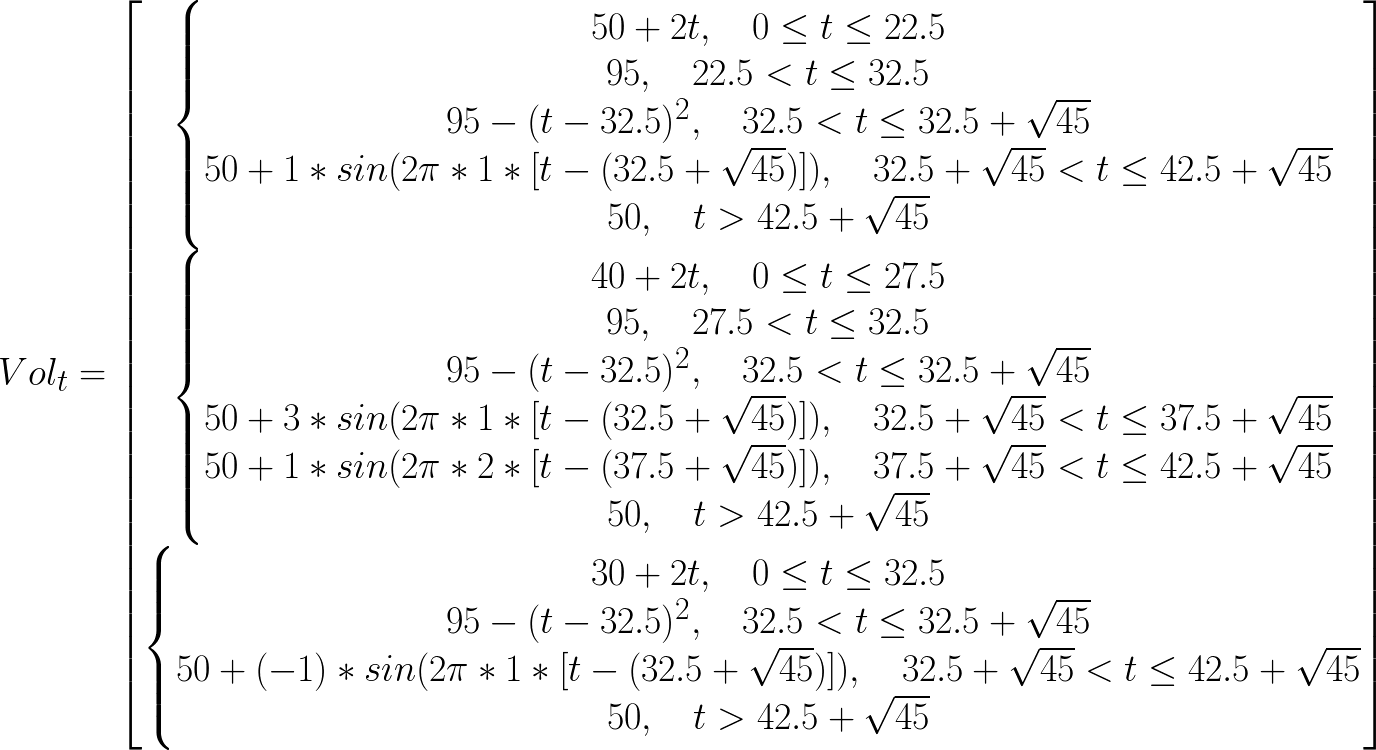 50 + 2t, 0 ≤ t ≤ 22.5
95, 22.5 < t ≤ 32.5
95 − (t − 32.5)², 32.5 < t ≤ 32.5 + √45
50 + 1 * sin(2π * 1 * [t − (32.5 + √45)]), 32.5 + √45 < t ≤ 42.5 + √45
50, t > 42.5 + √45
40 + 2t, 0 ≤ t ≤ 27.5
95, 27.5 < t ≤ 32.5
Vol_t = 95 − (t − 32.5)², 32.5 < t ≤ 32.5 + √45
50 + 3 * sin(2π * 1 * [t − (32.5 + √45)]), 32.5 + √45 < t ≤ 37.5 + √45
50 + 1 * sin(2π * 2 * [t − (37.5 + √45)]), 37.5 + √45 < t ≤ 42.5 + √45
50, t > 42.5 + √45
30 + 2t, 0 ≤ t ≤ 32.5
95 − (t − 32.5)², 32.5 < t ≤ 32.5 + √45
50 + (−1) * sin(2π * 1 * [t − (32.5 + √45)]), 32.5 + √45 < t ≤ 42.5 + √45
50, t > 42.5 + √45